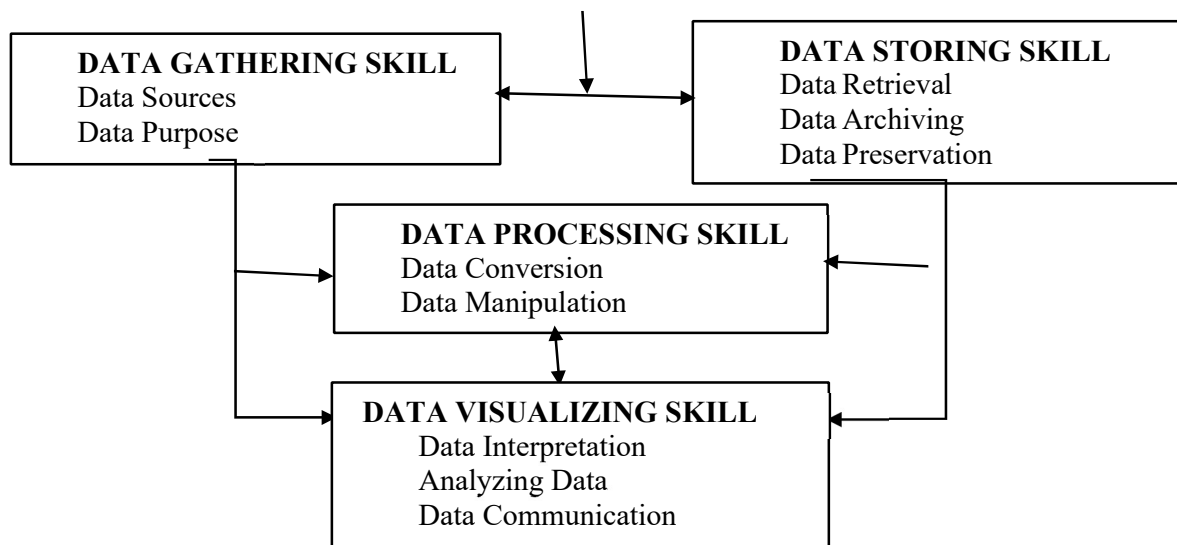 DATA GATHERING SKILL
Data Sources
Data Purpose
DATA STORING SKILL
Data Retrieval
Data Archiving
Data Preservation
DATA PROCESSING SKILL
Data Conversion
Data Manipulation
DATA VISUALIZING SKILL
Data Interpretation
Analyzing Data
Data Communication